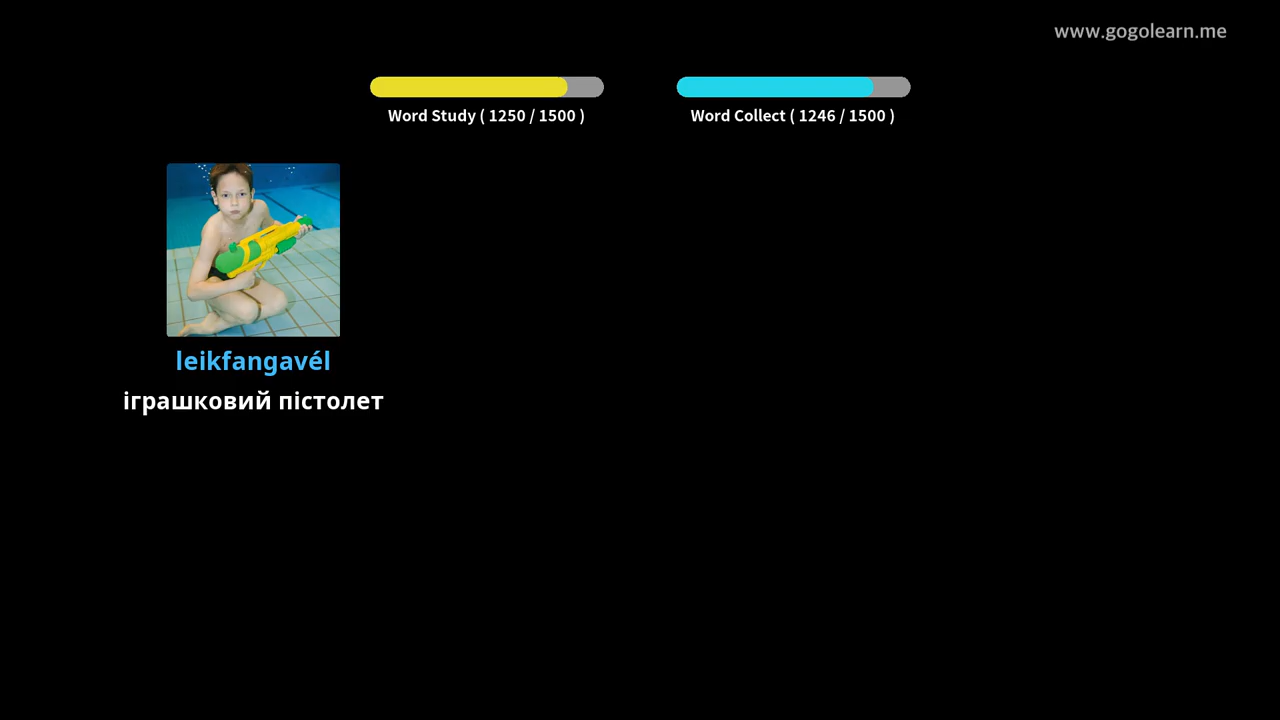 www.gogolearn.me
Word Study ( 1250 / 1500 )
Word Collect ( 1246 / 1500 )
leikfangavél
іграшковий пістолет